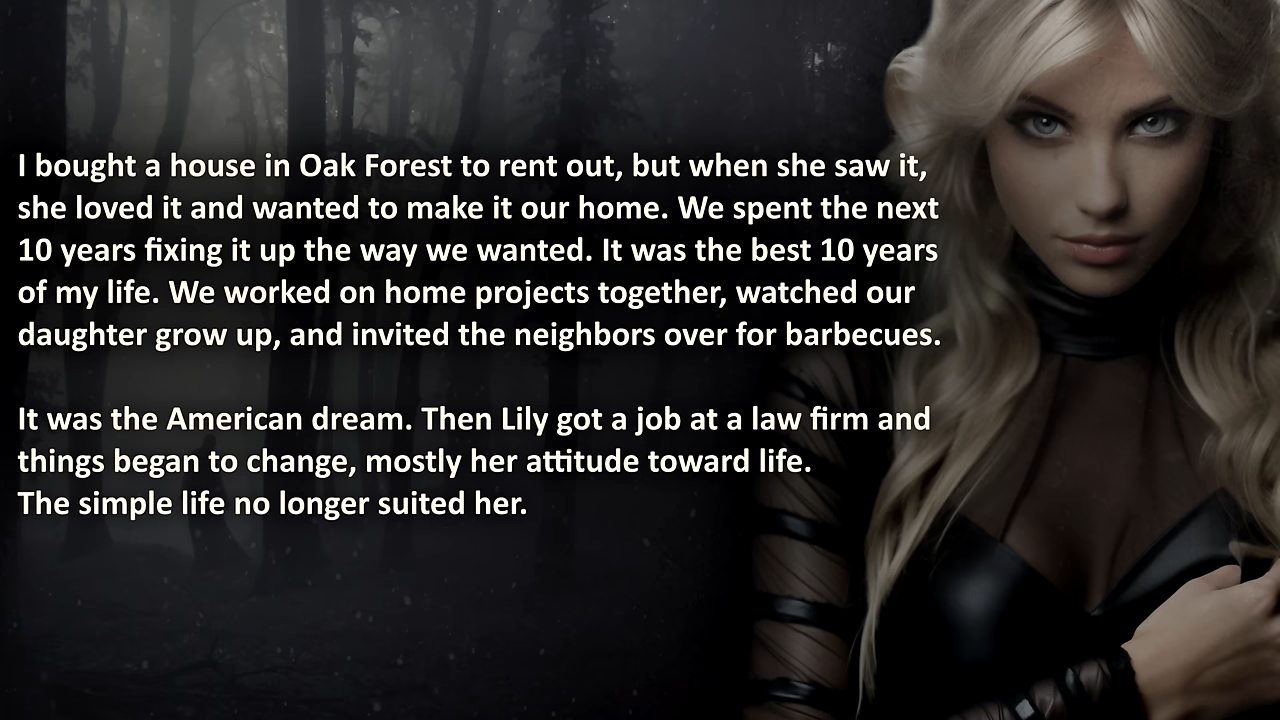 I bought a house in Oak Forest to rent out, but when she saw it,
she loved it and wanted to make it our home. We spent the next
10 years fixing it up the way we wanted. It was the best 10 years
of my life. We worked on home projects together, watched our
daughter grow up, and invited the neighbors over for barbecues.
It was the American dream. Then Lily got a job at a law firm and
things began to change, mostly her attitude toward life.
The simple life no longer suited her.